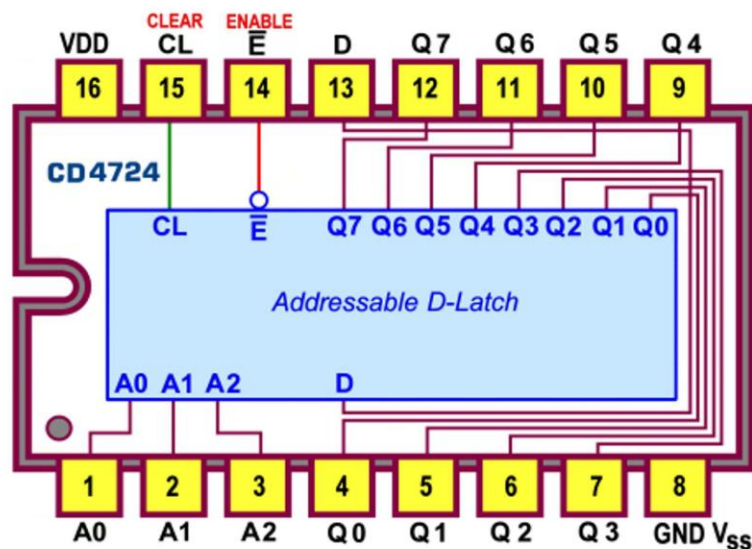 CLEAR ENABLE
VDD CL E̅ D Q7 Q6 Q5 Q4
16 15 14 13 12 11 10 9
CD4724
CL E̅ Q7 Q6 Q5 Q4 Q3 Q2 Q1 Q0
Addressable D-Latch
A0 A1 A2 D
1 2 3 4 5 6 7 8
A0 A1 A2 Q0 Q1 Q2 Q3 GND Vss